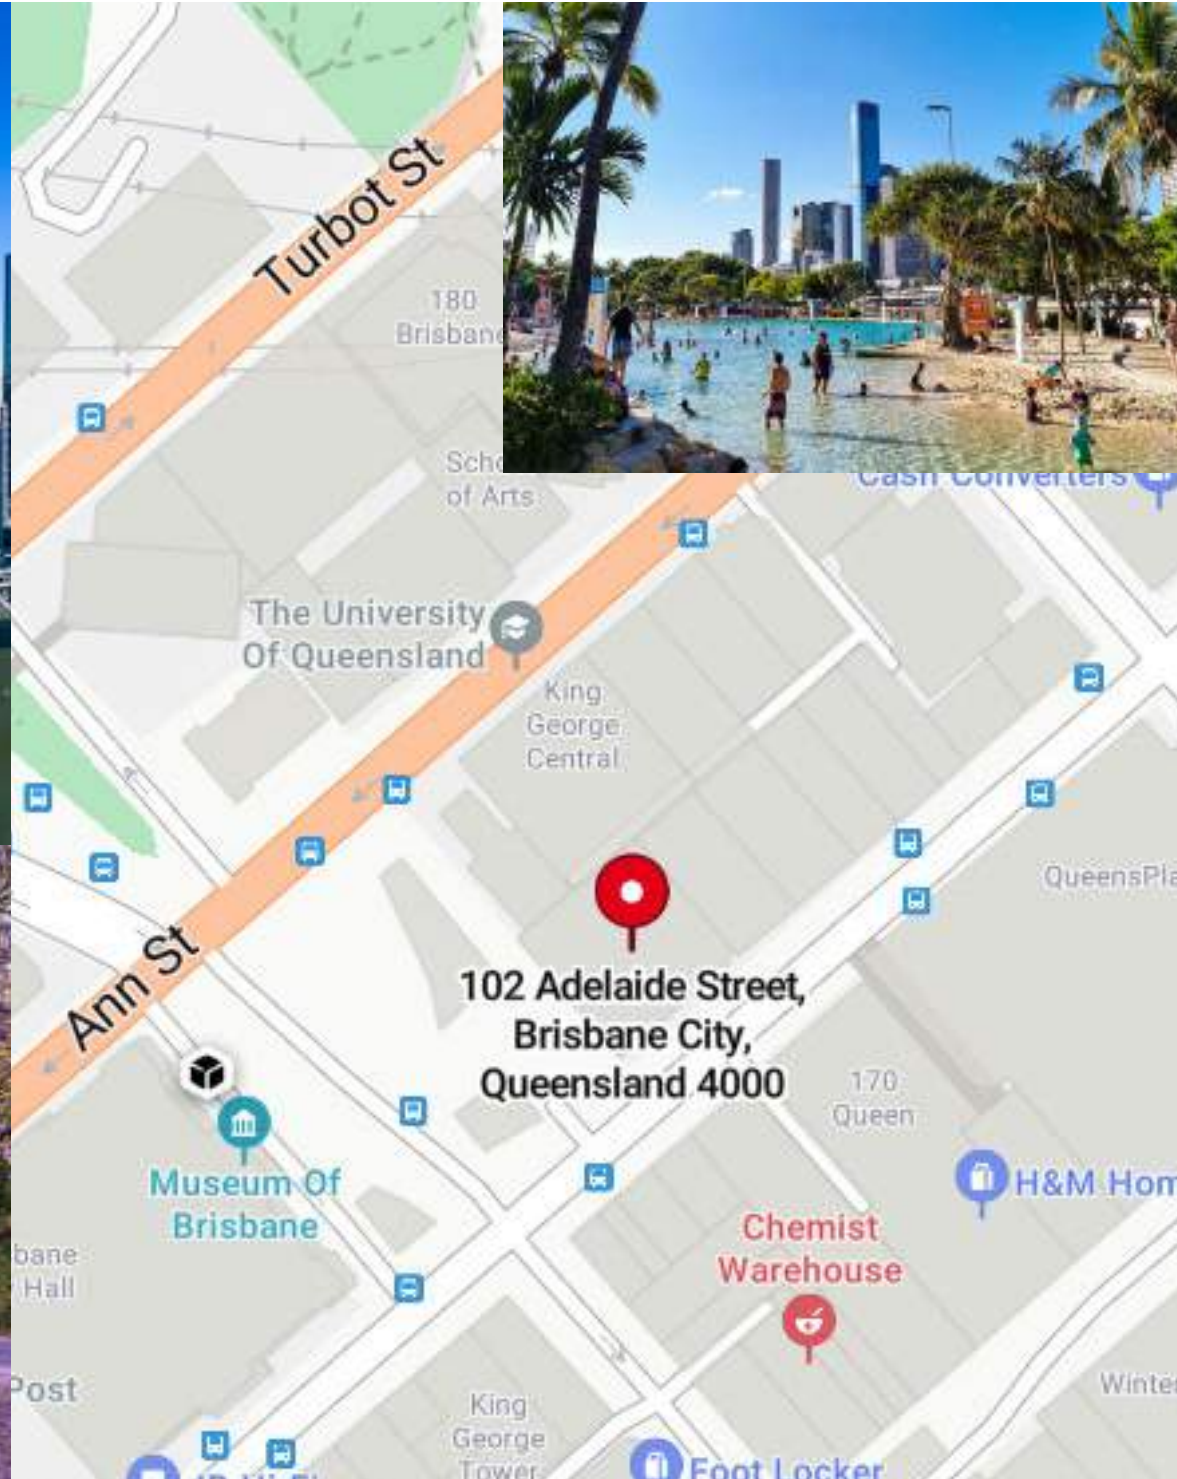 Turbot St
180
Brisbane
of Arts
Cash Converters
The University
Of Queensland
King
George
Central
QueensPla
Ann St
102 Adelaide Street,
Brisbane City,
Queensland 4000
170
Queen
Museum Of
Brisbane
H&M Hom
Chemist
Warehouse
bane
Hall
Post
King
George
Tower
Winte
Foot Locker